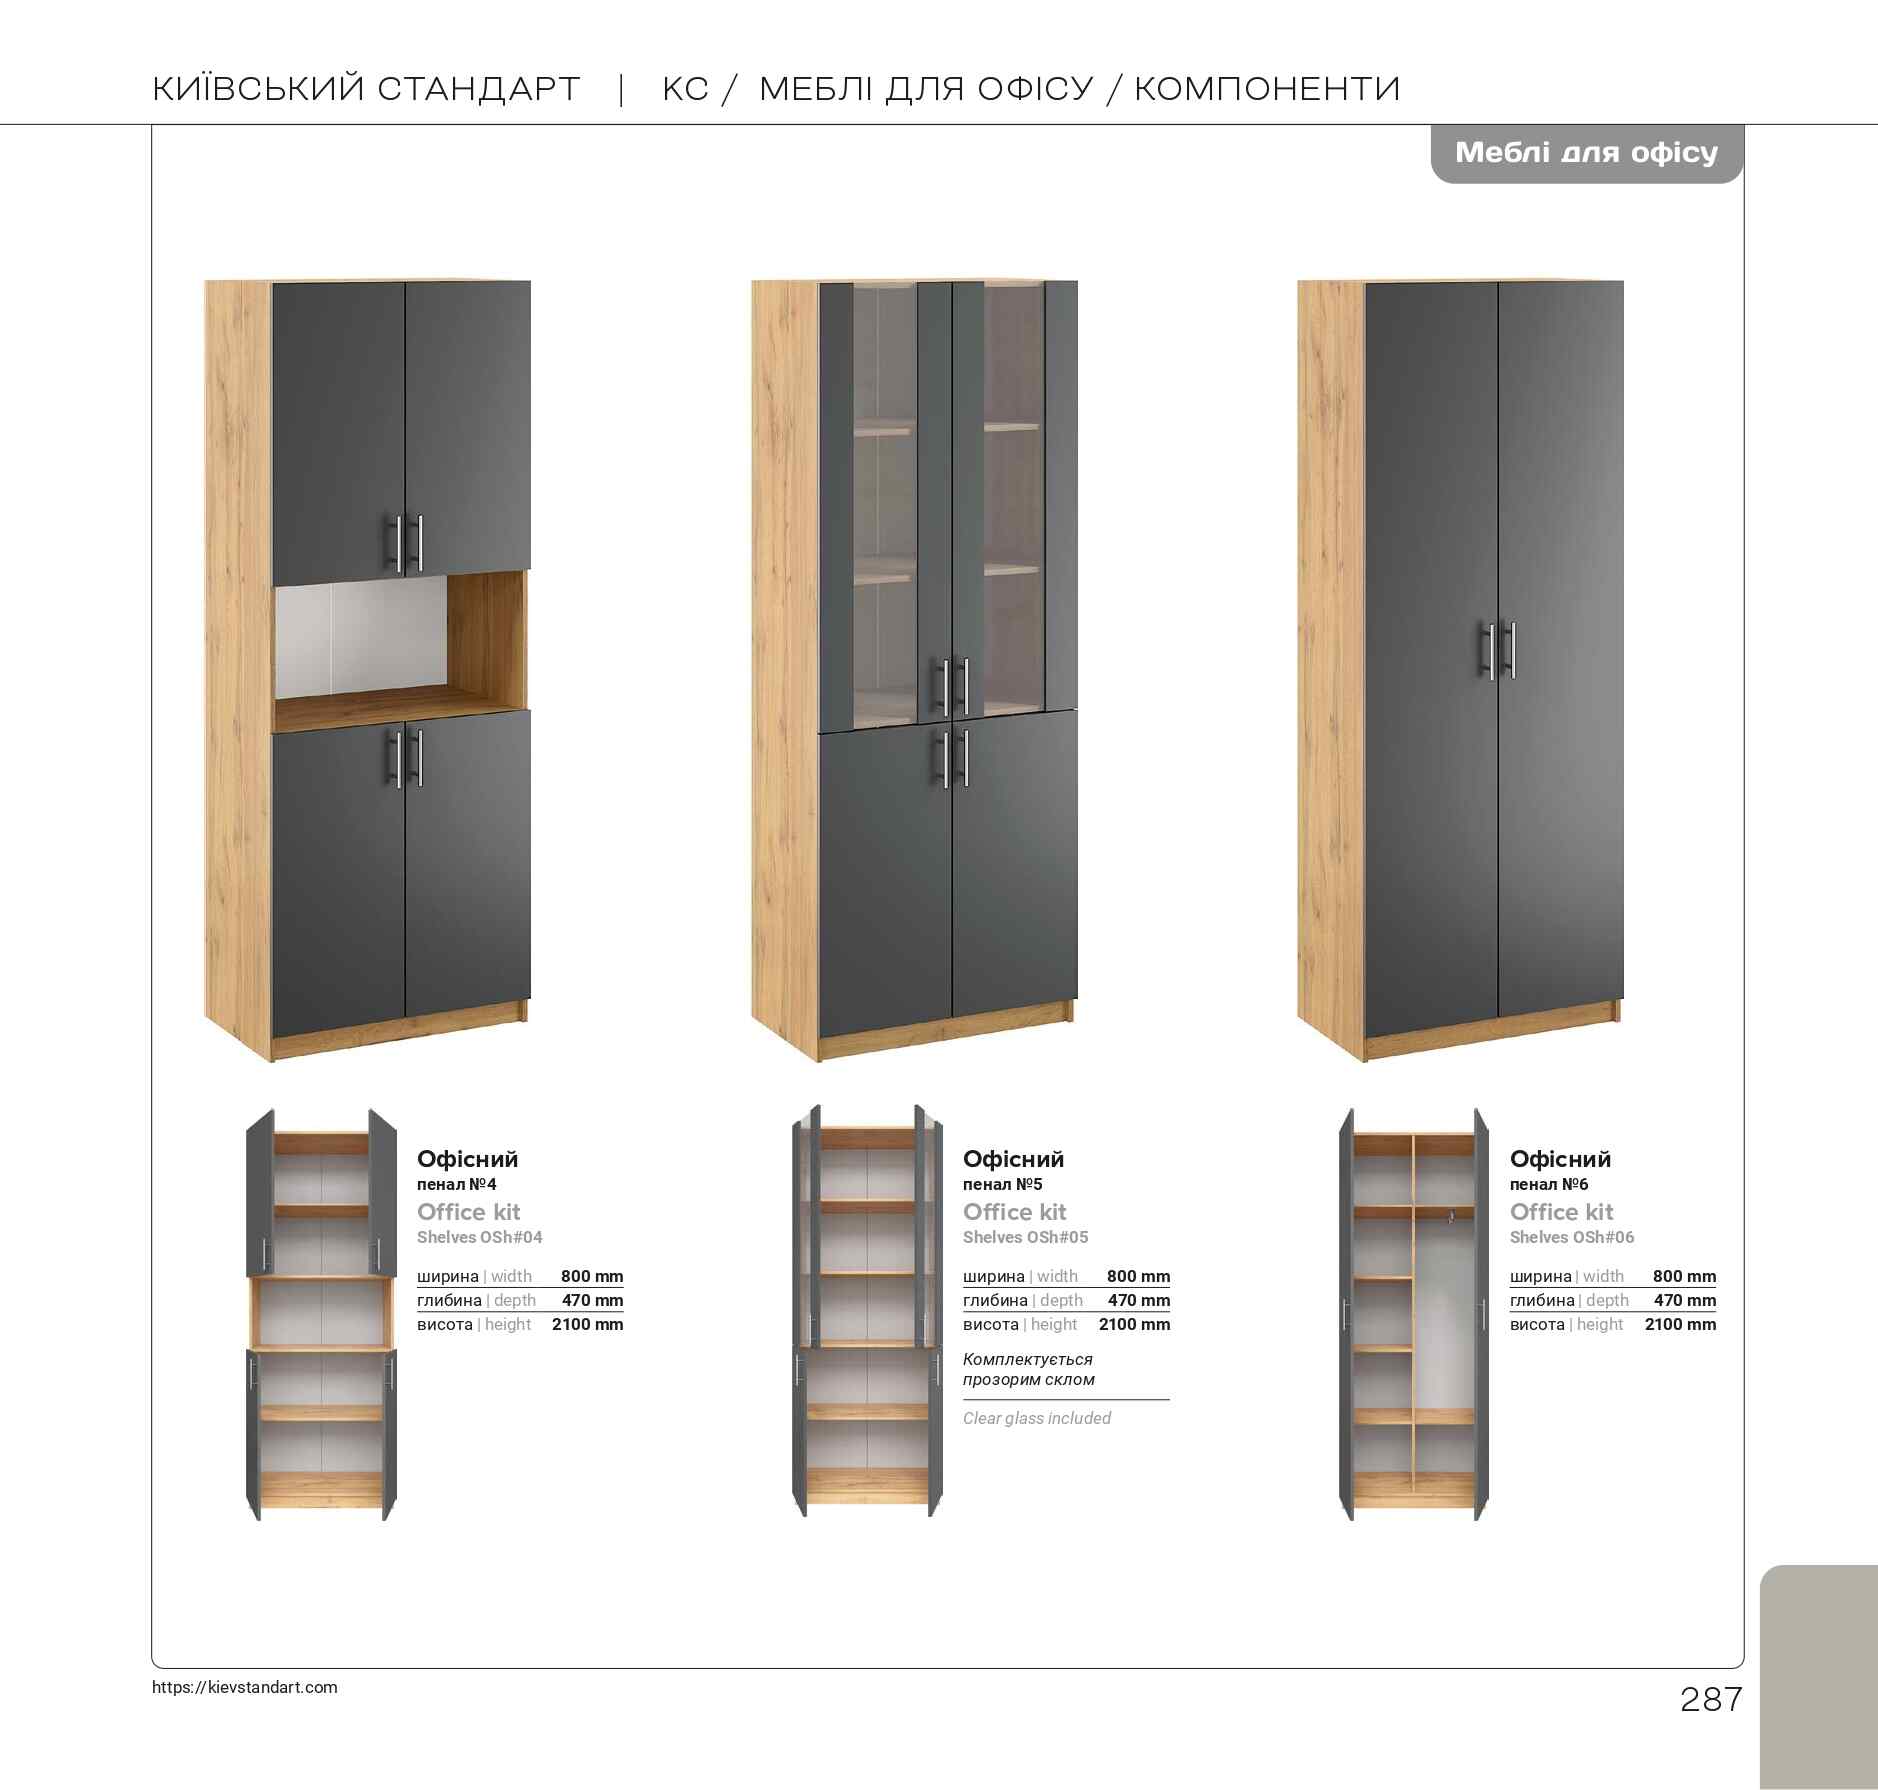 КИЇВСЬКИЙ СТАНДАРТ | КС / МЕБЛІ ДЛЯ ОФІСУ / КОМПОНЕНТИ
Меблі для офісу
Офісний
пенал №4
Office kit
Shelves OSh#04
ширина | width 800 mm
глибина | depth 470 mm
висота | height 2100 mm
Офісний
пенал №5
Office kit
Shelves OSh#05
ширина | width 800 mm
глибина | depth 470 mm
висота | height 2100 mm
Комплектується
прозорим склом
Clear glass included
Офісний
пенал №6
Office kit
Shelves OSh#06
ширина | width 800 mm
глибина | depth 470 mm
висота | height 2100 mm
https://kievstandart.com
287